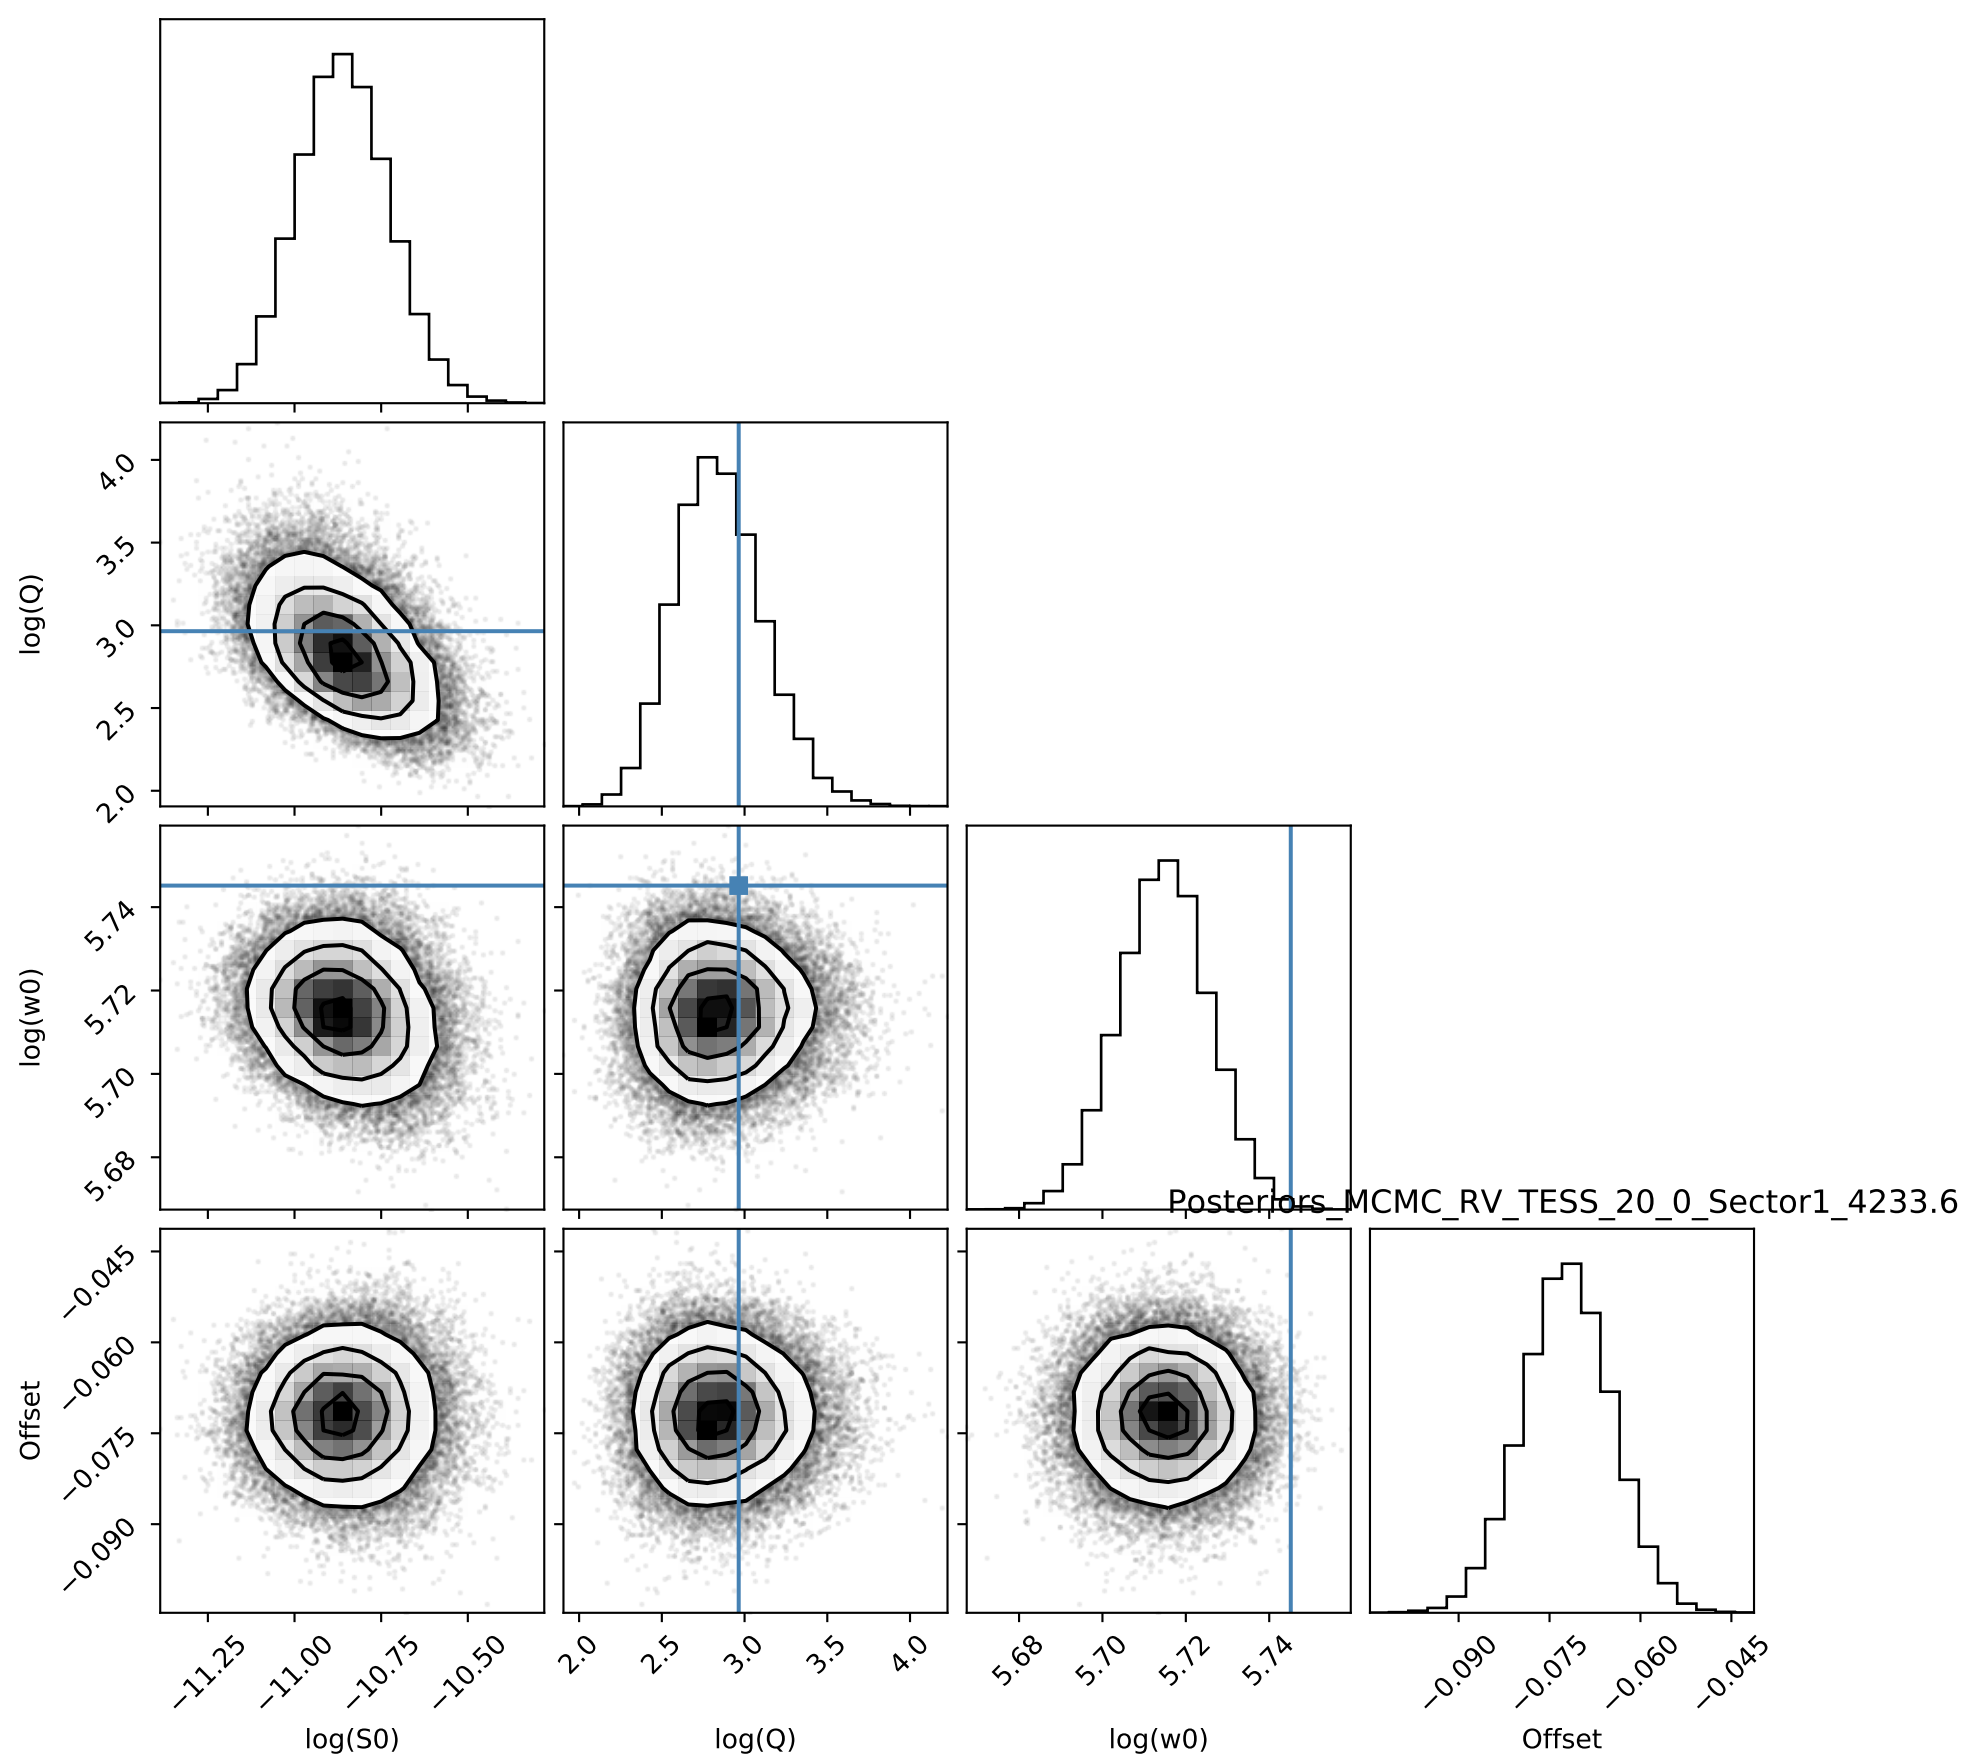 4.0
3.5
3.0
2.5
2.0
log(Q)
5.74
5.72
5.70
5.68
log(w0)
Posteriors_MCMC_RV_TESS_20_0_Sector1_4233.6
−0.045
−0.060
−0.075
−0.090
Offset
−11.25 −11.00 −10.75 −10.50 2.0 2.5 3.0 3.5 4.0 5.68 5.70 5.72 5.74 −0.090 −0.075 −0.060 −0.045
log(S0) log(Q) log(w0) Offset